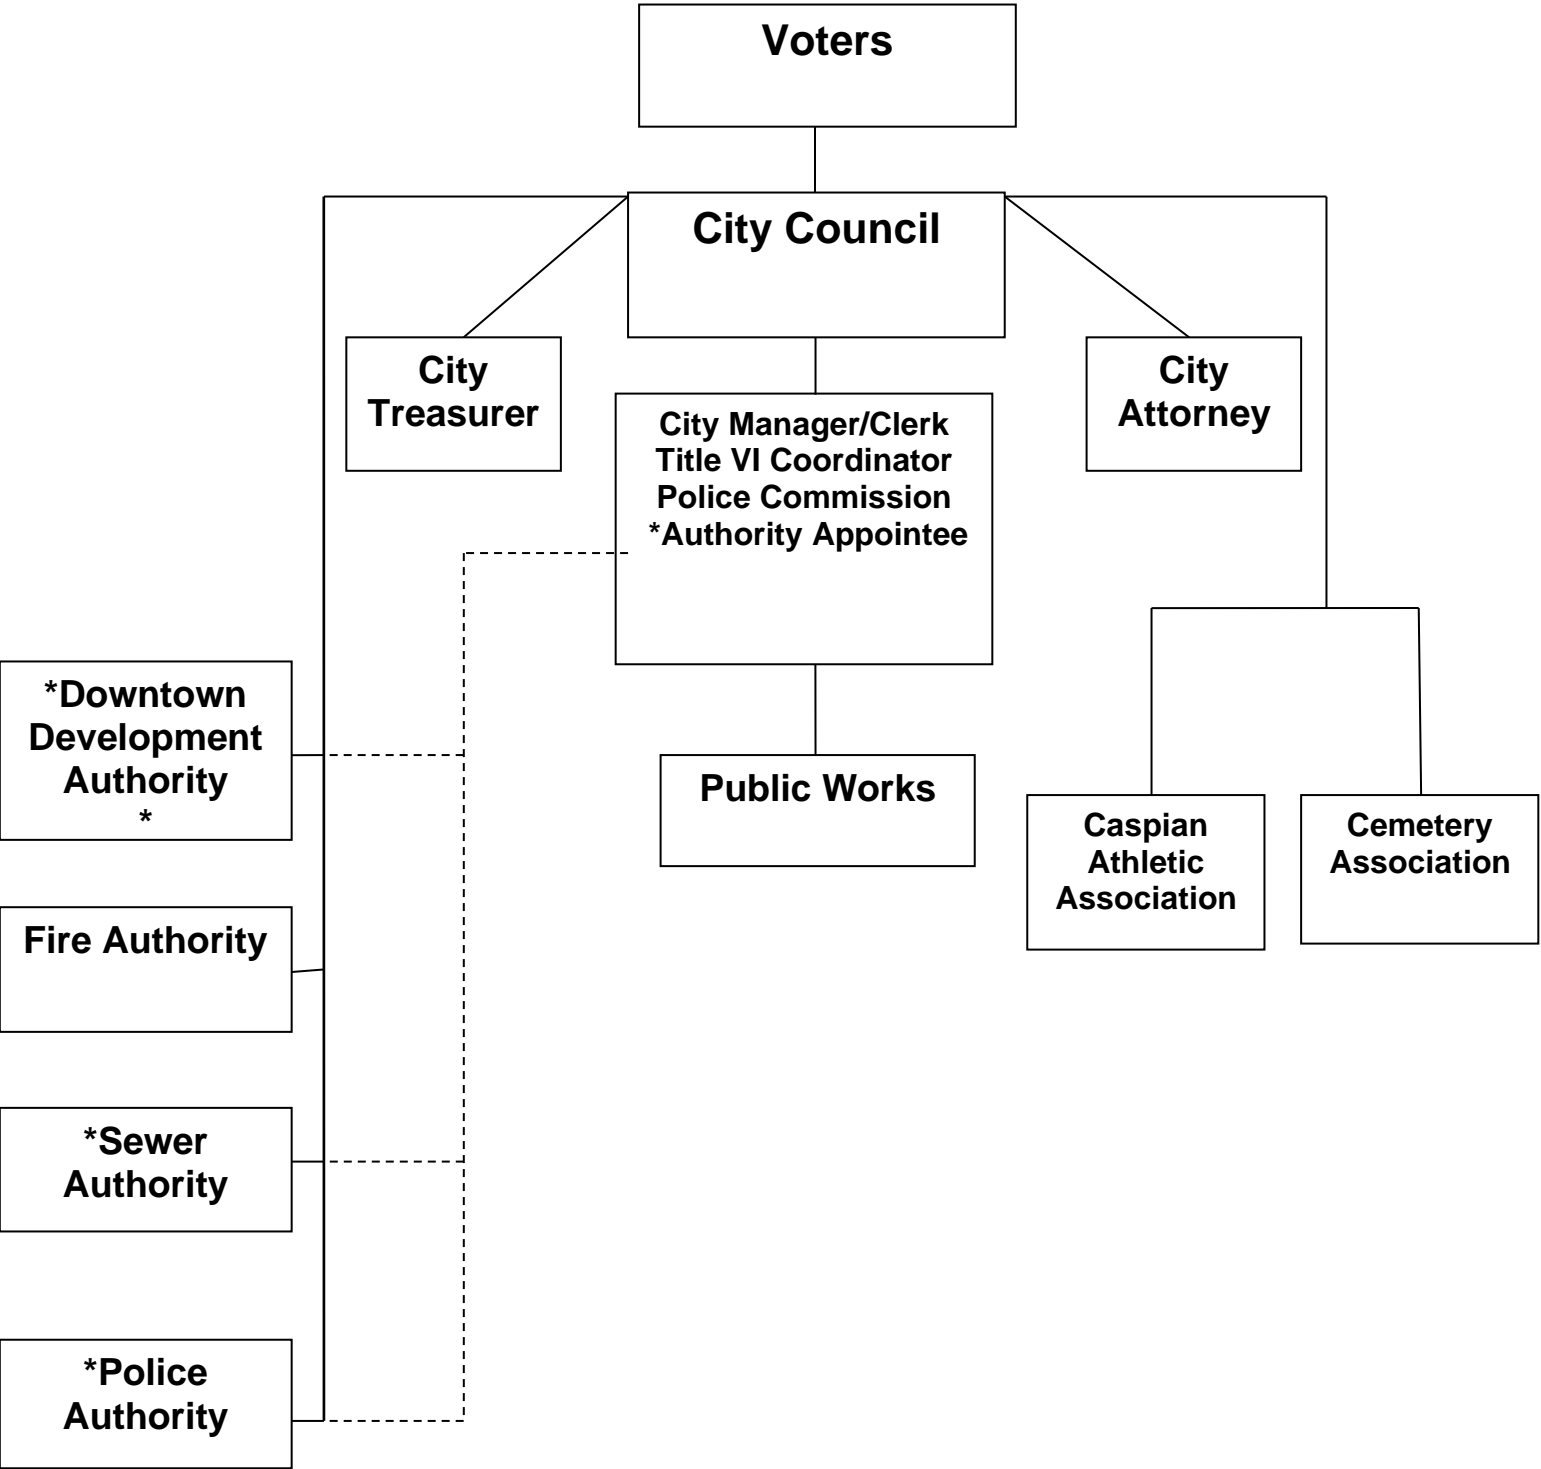 Voters
City Council
City
Treasurer
City Manager/Clerk
Title VI Coordinator
Police Commission
*Authority Appointee
City
Attorney
*Downtown
Development
Authority
*
Public Works
Caspian
Athletic
Association
Cemetery
Association
Fire Authority
*Sewer
Authority
*Police
Authority